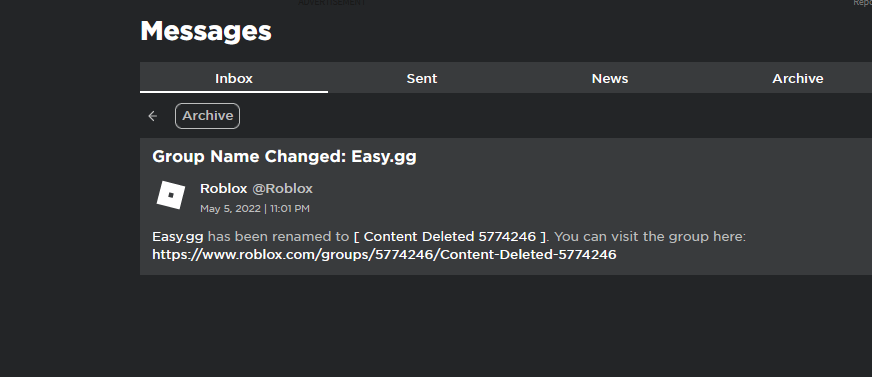 ADVERTISEMENT
Messages
Inbox Sent News Archive
Archive
Group Name Changed: Easy.gg
Roblox @Roblox
May 5, 2022 | 11:01 PM
Easy.gg has been renamed to [ Content Deleted 5774246 ]. You can visit the group here:
https://www.roblox.com/groups/5774246/Content-Deleted-5774246